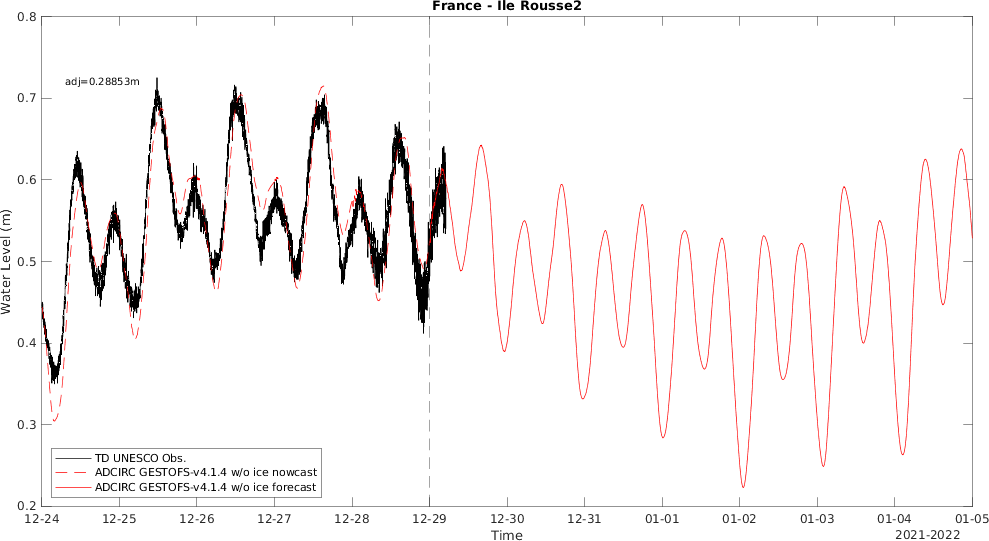 France - Ile Rousse2
adj=0.28853m
Water Level (m)
0.8
0.7
0.6
0.5
0.4
0.3
0.2
TD UNESCO Obs.
ADCIRC GESTOFS-v4.1.4 w/o ice nowcast
ADCIRC GESTOFS-v4.1.4 w/o ice forecast
12-24 12-25 12-26 12-27 12-28 12-29 12-30 12-31 01-01 01-02 01-03 01-04 01-05
Time
2021-2022